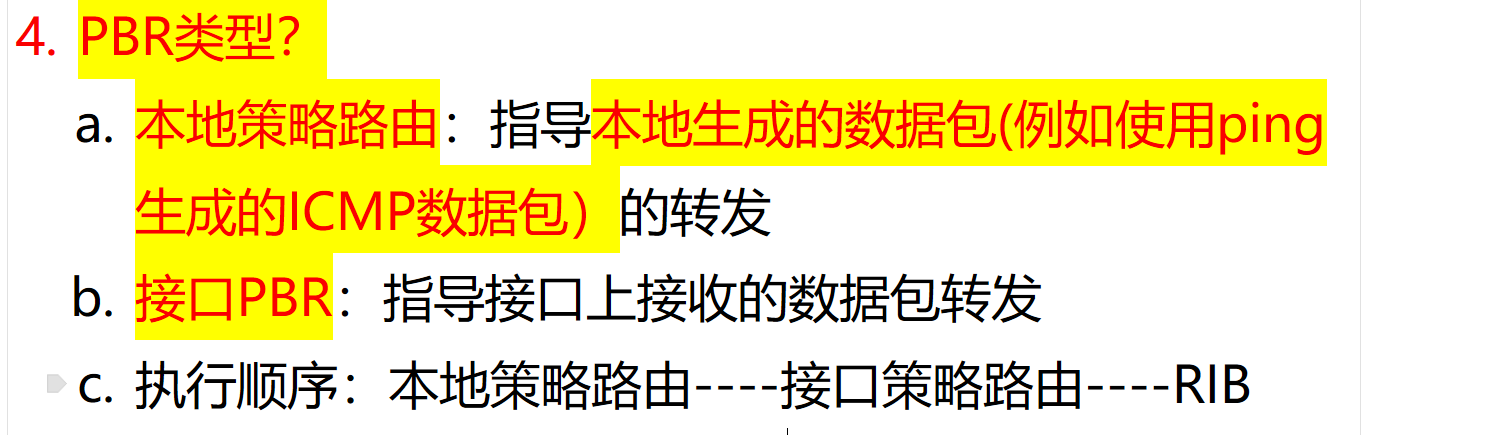 4. PBR类型？
a. 本地策略路由：指导本地生成的数据包(例如使用ping
生成的ICMP数据包）的转发
b. 接口PBR：指导接口上接收的数据包转发
c. 执行顺序：本地策略路由----接口策略路由----RIB